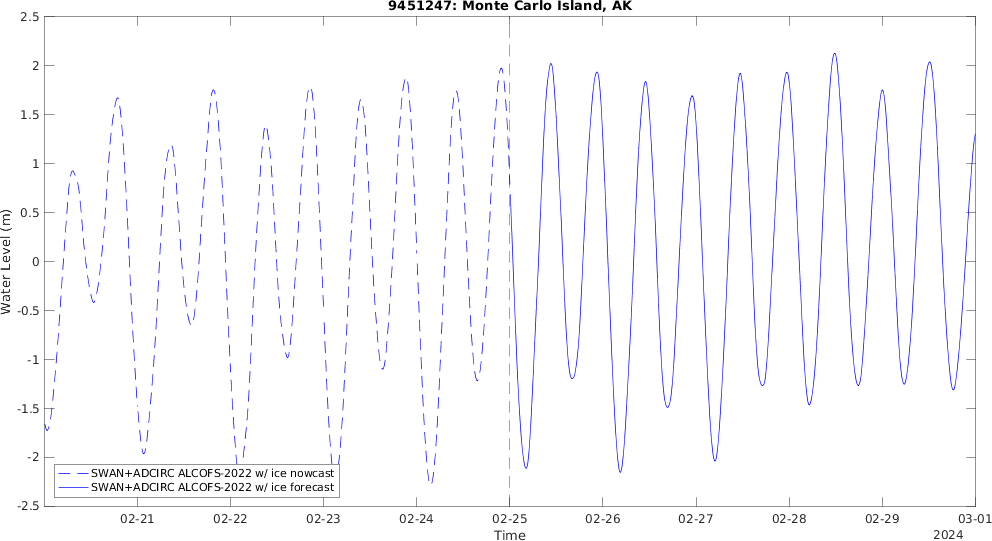 9451247: Monte Carlo Island, AK
2.5
2
1.5
1
0.5
0
-0.5
-1
-1.5
-2
-2.5
Water Level (m)
SWAN+ADCIRC ALCOFS-2022 w/ ice nowcast
SWAN+ADCIRC ALCOFS-2022 w/ ice forecast
02-21 02-22 02-23 02-24 02-25 02-26 02-27 02-28 02-29 03-01
Time
2024